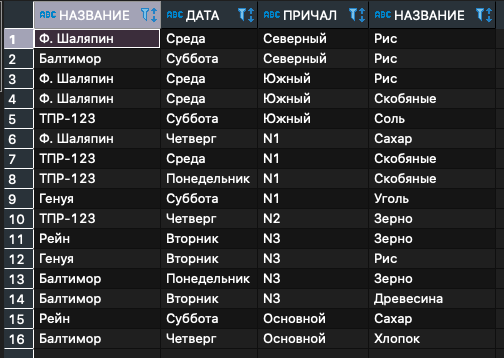 ABC НАЗВАНИЕ ABC ДАТА ABC ПРИЧАЛ ABC НАЗВАНИЕ
1 Ф. Шаляпин Среда Северный Рис
2 Балтимор Суббота Северный Рис
3 Ф. Шаляпин Среда Южный Рис
4 Ф. Шаляпин Среда Южный Скобяные
5 ТПР-123 Суббота Южный Соль
6 Ф. Шаляпин Четверг N1 Сахар
7 ТПР-123 Среда N1 Скобяные
8 ТПР-123 Понедельник N1 Скобяные
9 Генуя Суббота N1 Уголь
10 ТПР-123 Четверг N2 Зерно
11 Рейн Вторник N3 Зерно
12 Генуя Вторник N3 Рис
13 Балтимор Понедельник N3 Зерно
14 Балтимор Вторник N3 Древесина
15 Рейн Суббота Основной Сахар
16 Балтимор Четверг Основной Хлопок